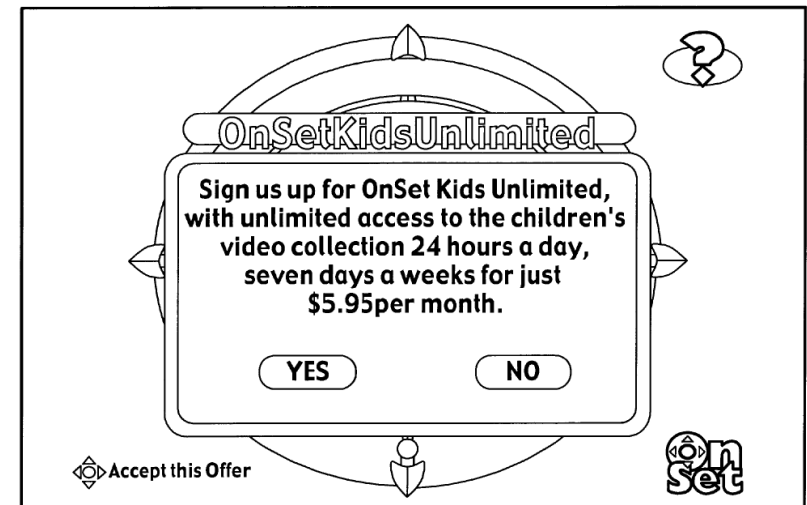 ?
OnSetKidsUnlimited
Sign us up for OnSet Kids Unlimited,
with unlimited access to the children's
video collection 24 hours a day,
seven days a weeks for just
$5.95per month.
YES NO
Accept this Offer
On
Set